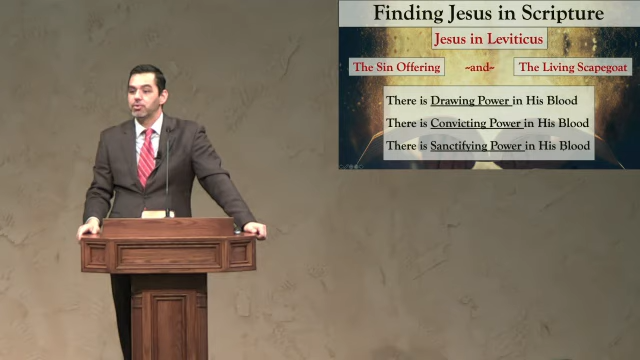 Finding Jesus in Scripture
Jesus in Leviticus
The Sin Offering ~and~ The Living Scapegoat
There is Drawing Power in His Blood
There is Convicting Power in His Blood
There is Sanctifying Power in His Blood